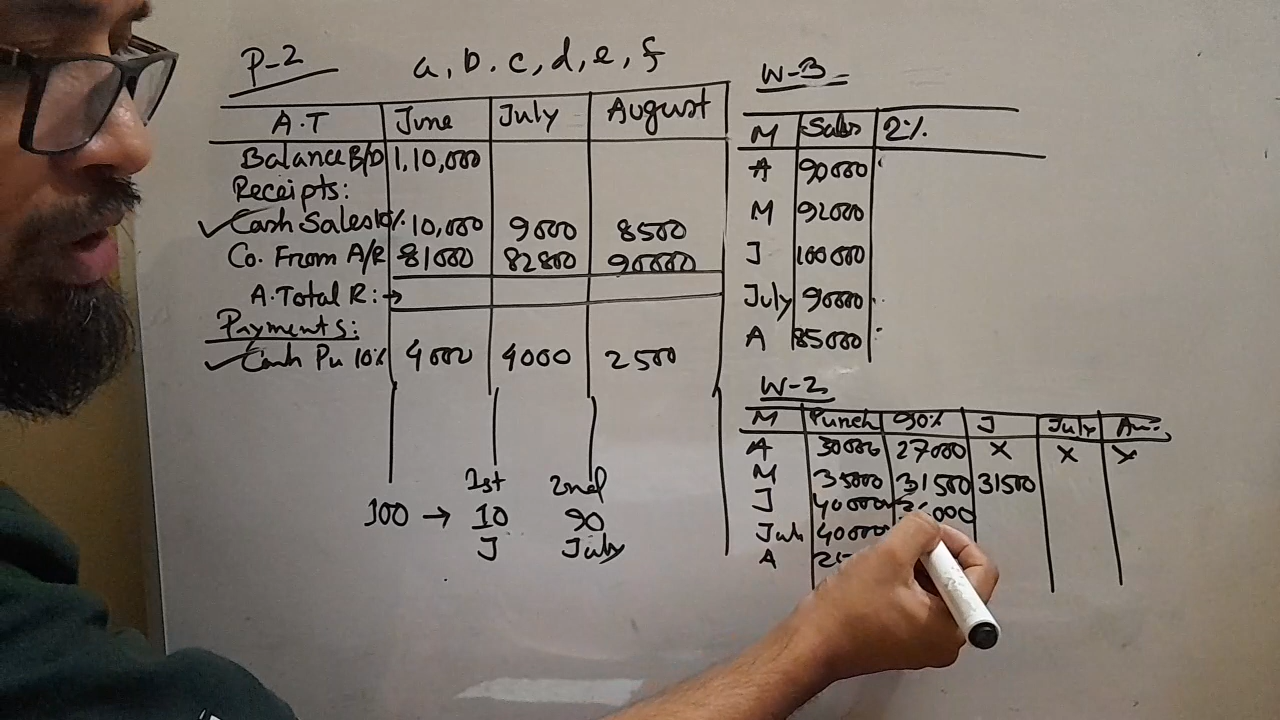 P-2
a, b. c, d, e, f
A.T June July August
Balance B/D 1,10,000
Receipts:
✓ Cash Sales 10% 10,000 9000 8500
Co. From A/R 81000 82800 90000
A. Total R: →
Payments:
✓ Cash Pu 10% 4000 4000 2500
1st 2nd
100 → 10 90
J July
W-3
M Sales 2%
A 90000
M 92000
J 100000
July 90000
A 85000
W-2
M Purch 90% J July Au.
A 30000 27000 X X X
M 35000 31500 31500
J 40000
July 40000
A